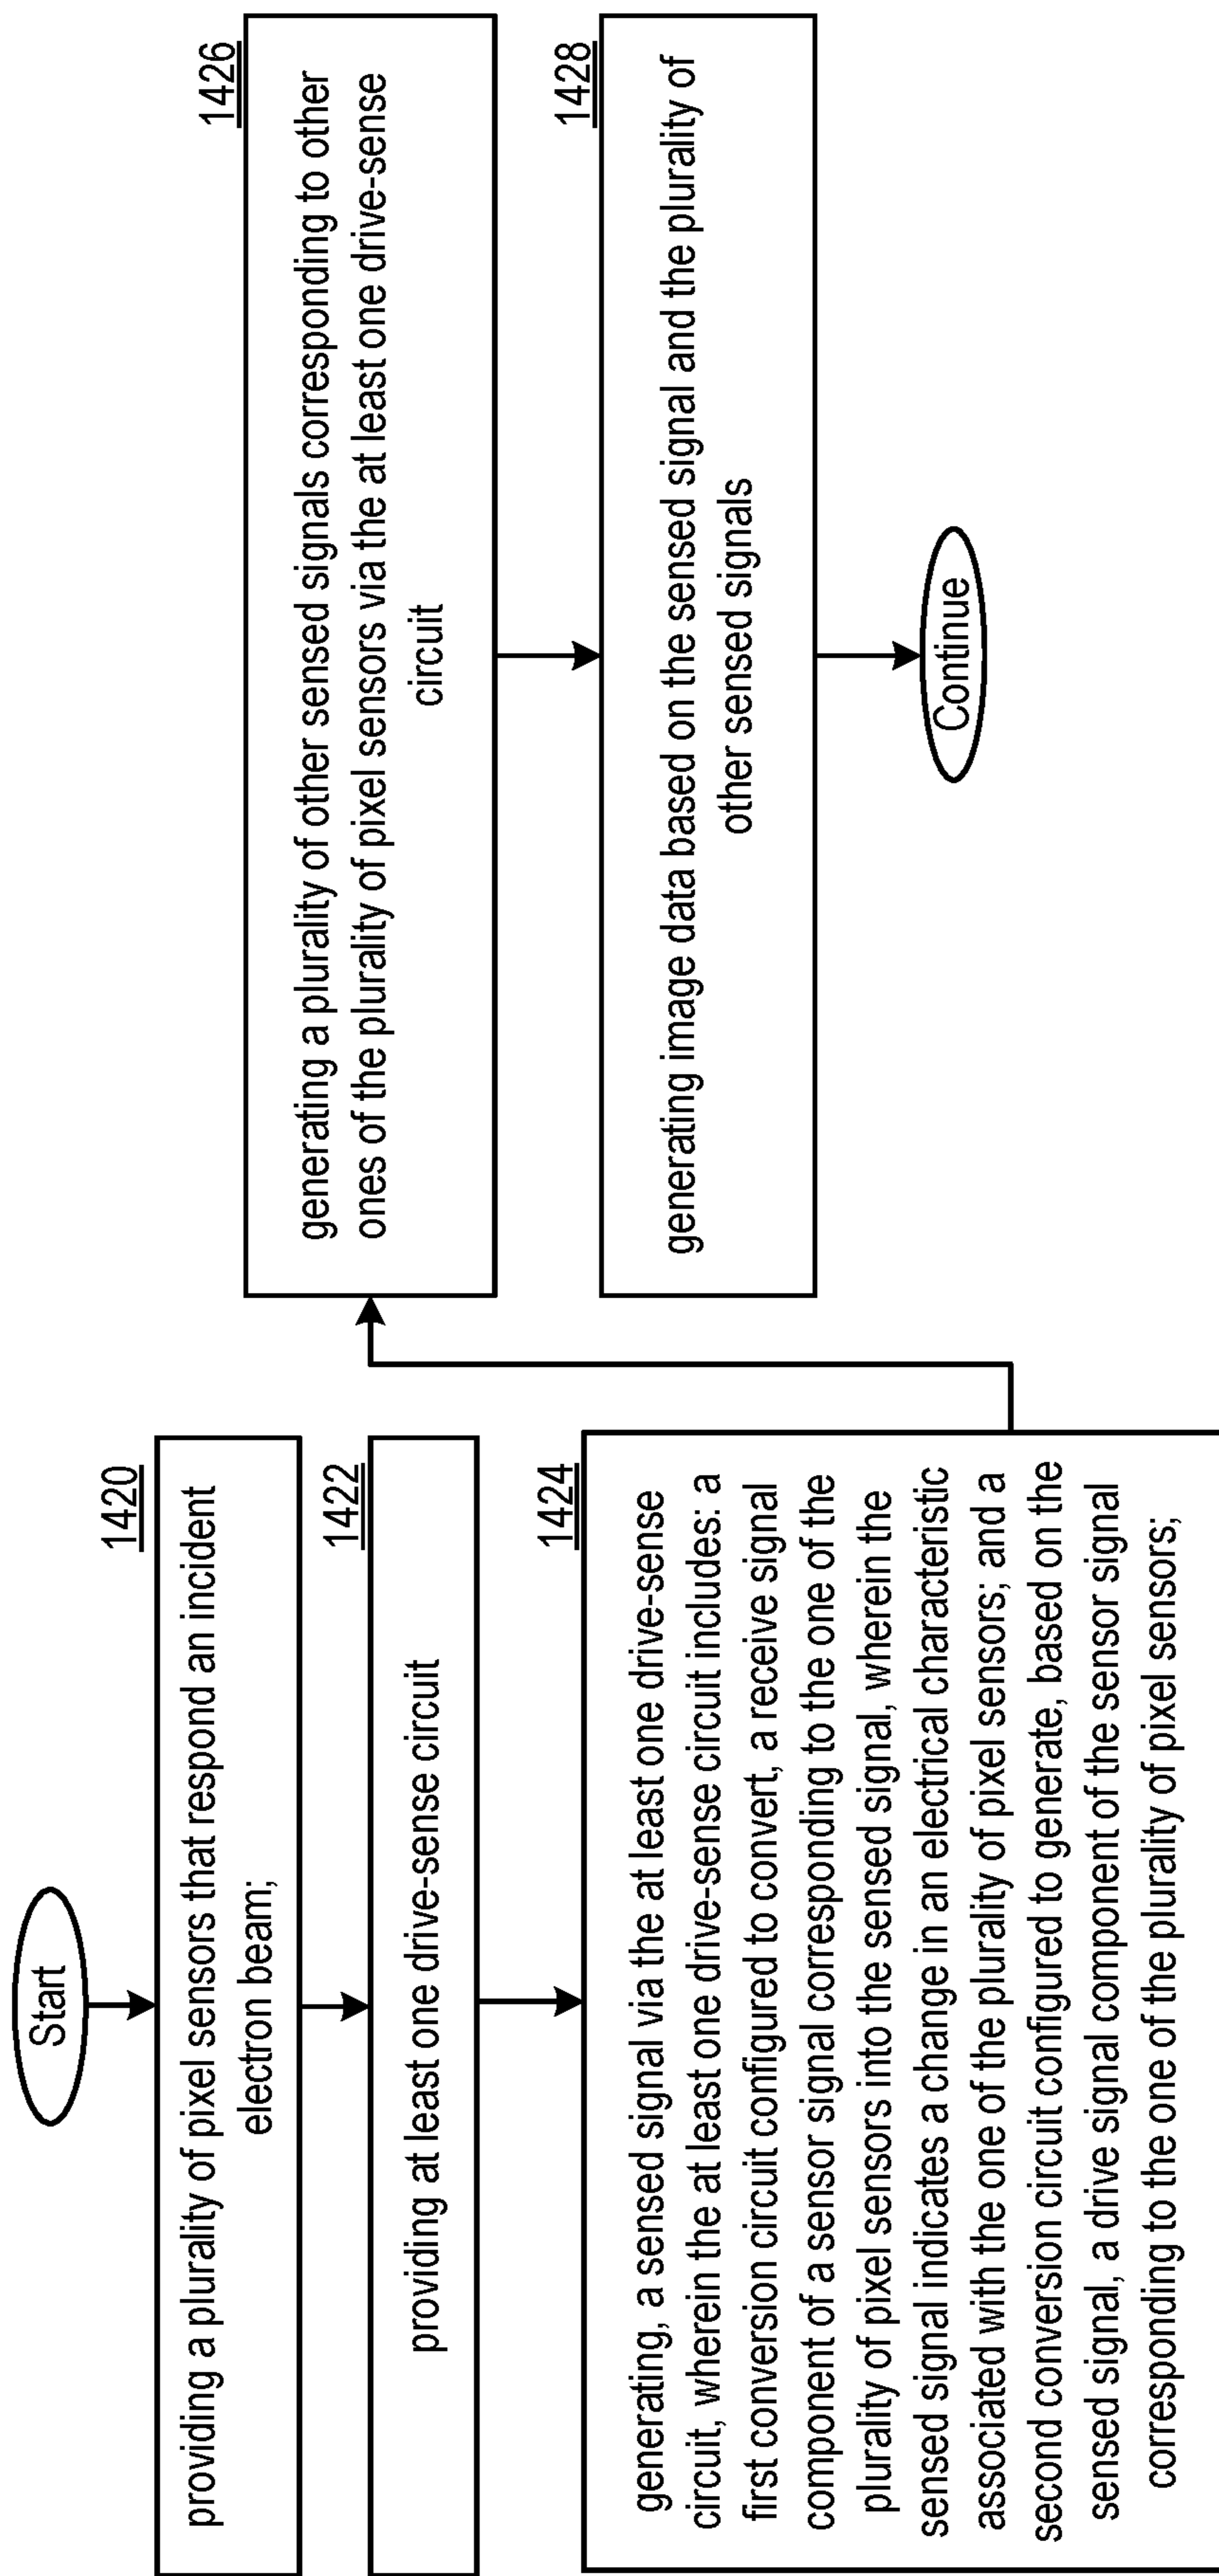 Start
1420
providing a plurality of pixel sensors that respond an incident
electron beam;
1422
providing at least one drive-sense circuit
1424
generating, a sensed signal via the at least one drive-sense
circuit, wherein the at least one drive-sense circuit includes: a
first conversion circuit configured to convert, a receive signal
component of a sensor signal corresponding to the one of the
plurality of pixel sensors into the sensed signal, wherein the
sensed signal indicates a change in an electrical characteristic
associated with the one of the plurality of pixel sensors; and a
second conversion circuit configured to generate, based on the
sensed signal, a drive signal component of the sensor signal
corresponding to the one of the plurality of pixel sensors;
1426
generating a plurality of other sensed signals corresponding to other
ones of the plurality of pixel sensors via the at least one drive-sense
circuit
1428
generating image data based on the sensed signal and the plurality of
other sensed signals
Continue